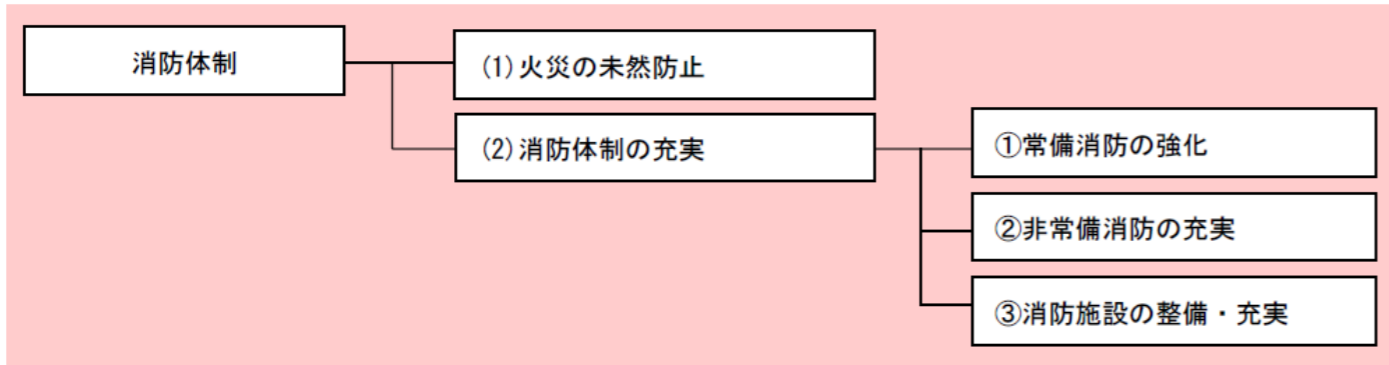 消防体制
(1)火災の未然防止
(2)消防体制の充実
①常備消防の強化
②非常備消防の充実
③消防施設の整備・充実